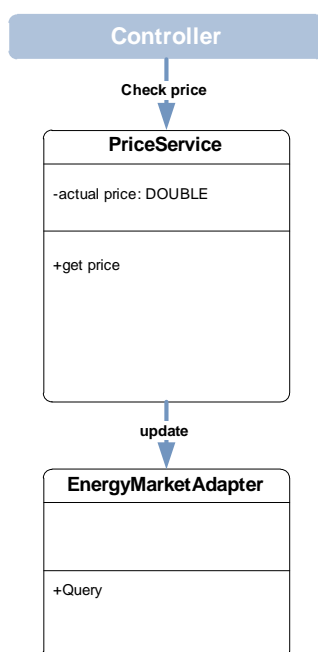 Controller
Check price
PriceService
-actual price: DOUBLE
+get price
update
EnergyMarketAdapter
+Query